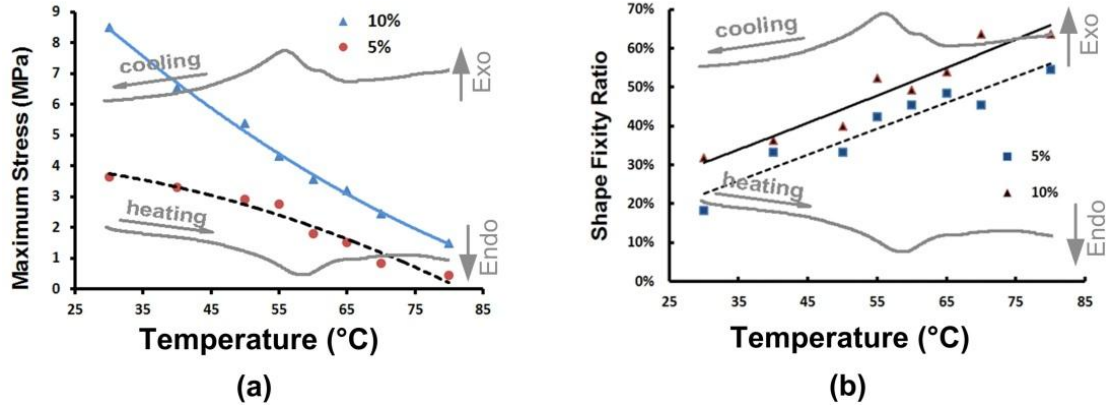 9
8
7
6
5
4
3
2
1
0
Maximum Stress (MPa)
10%
5%
cooling
Exo
heating
Endo
25 35 45 55 65 75 85
Temperature (°C)
(a)
70%
60%
50%
40%
30%
20%
10%
0%
Shape Fixity Ratio
cooling
Exo
5%
10%
heating
Endo
25 35 45 55 65 75 85
Temperature (°C)
(b)